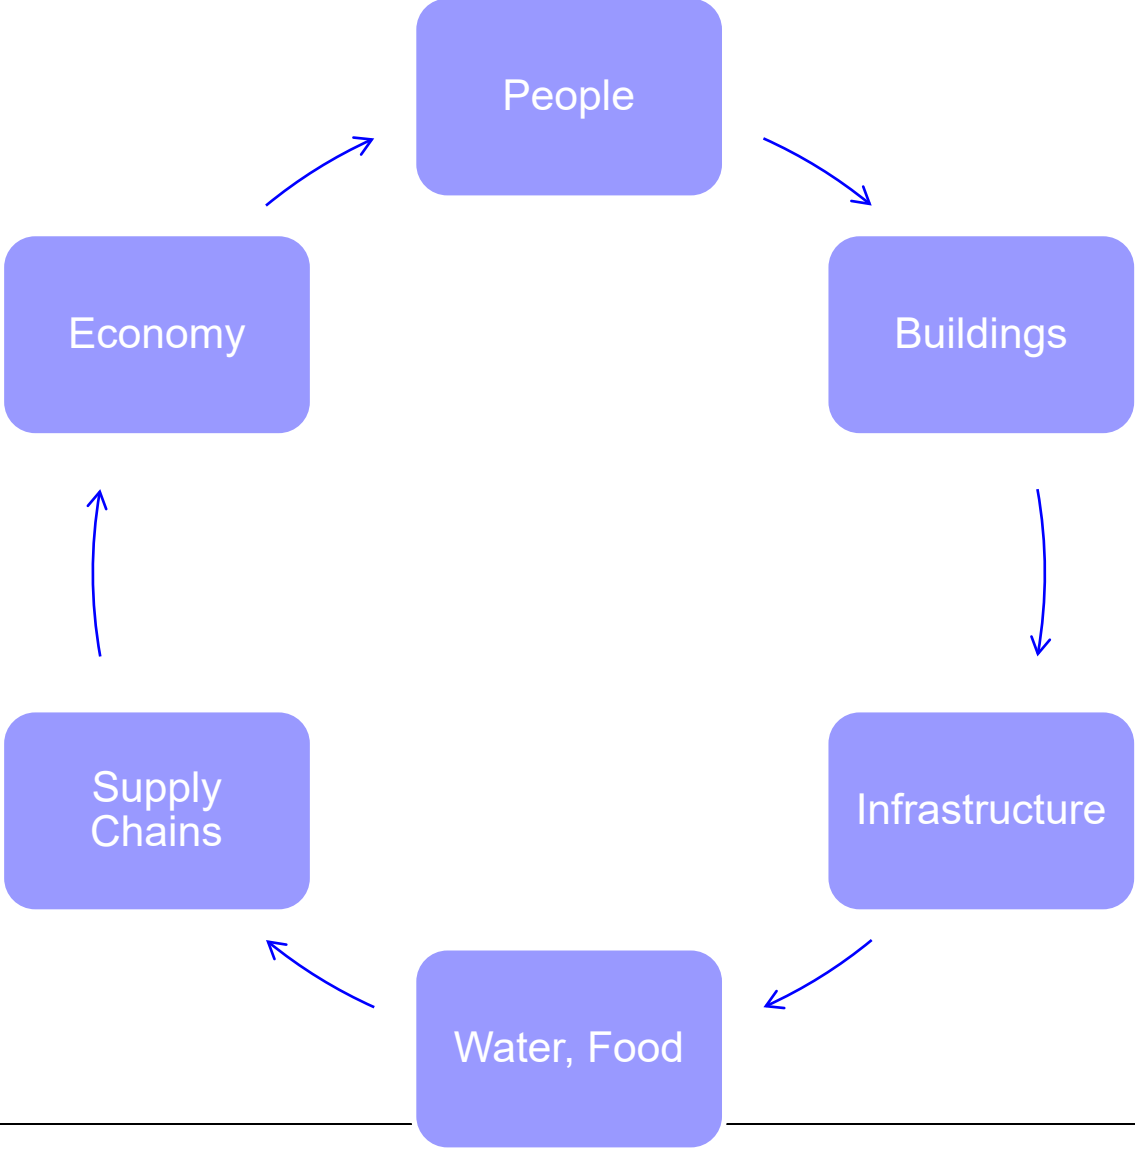 People
Buildings
Infrastructure
Water, Food
Supply
Chains
Economy